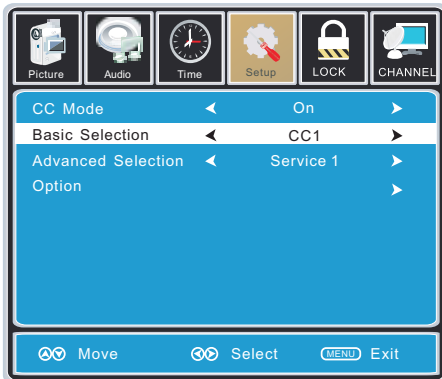 Picture Audio Time Setup LOCK CHANNEL
CC Mode On
Basic Selection CC1
Advanced Selection Service 1
Option
Move Select MENU Exit